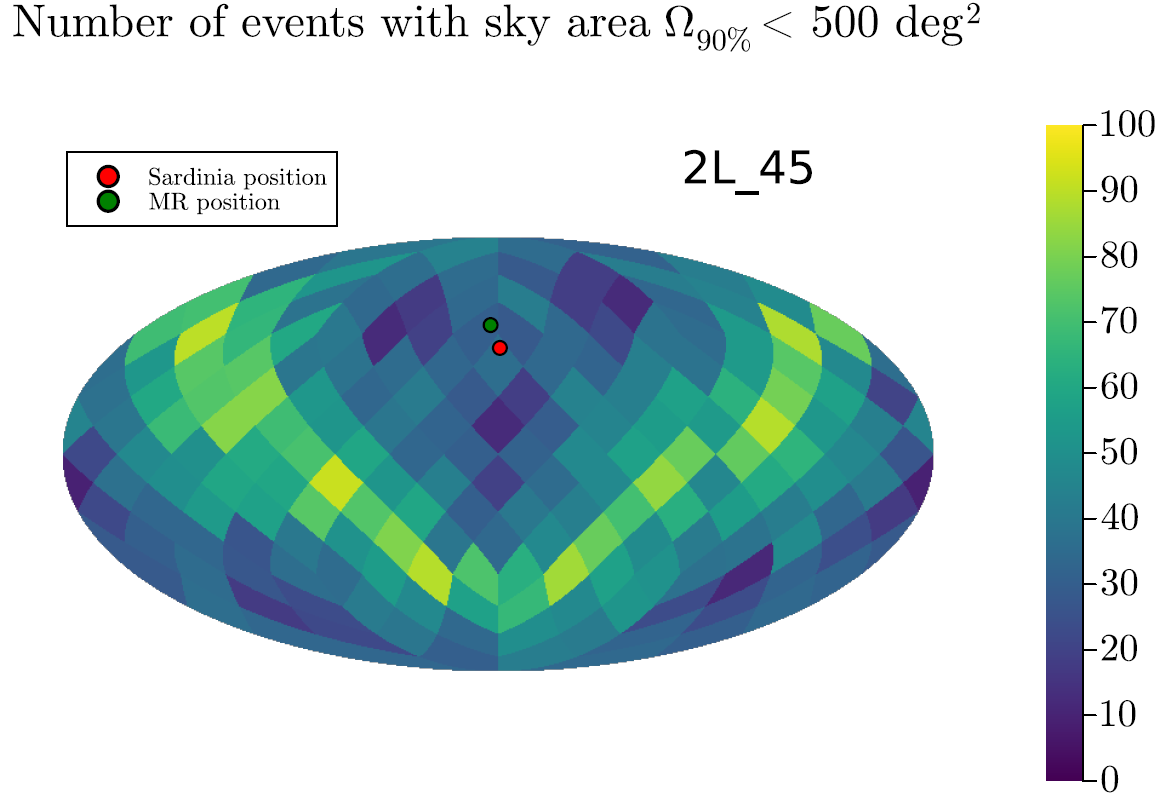 Number of events with sky area Ω90% < 500 deg²
Sardinia position
MR position
2L_45
100
90
80
70
60
50
40
30
20
10
0